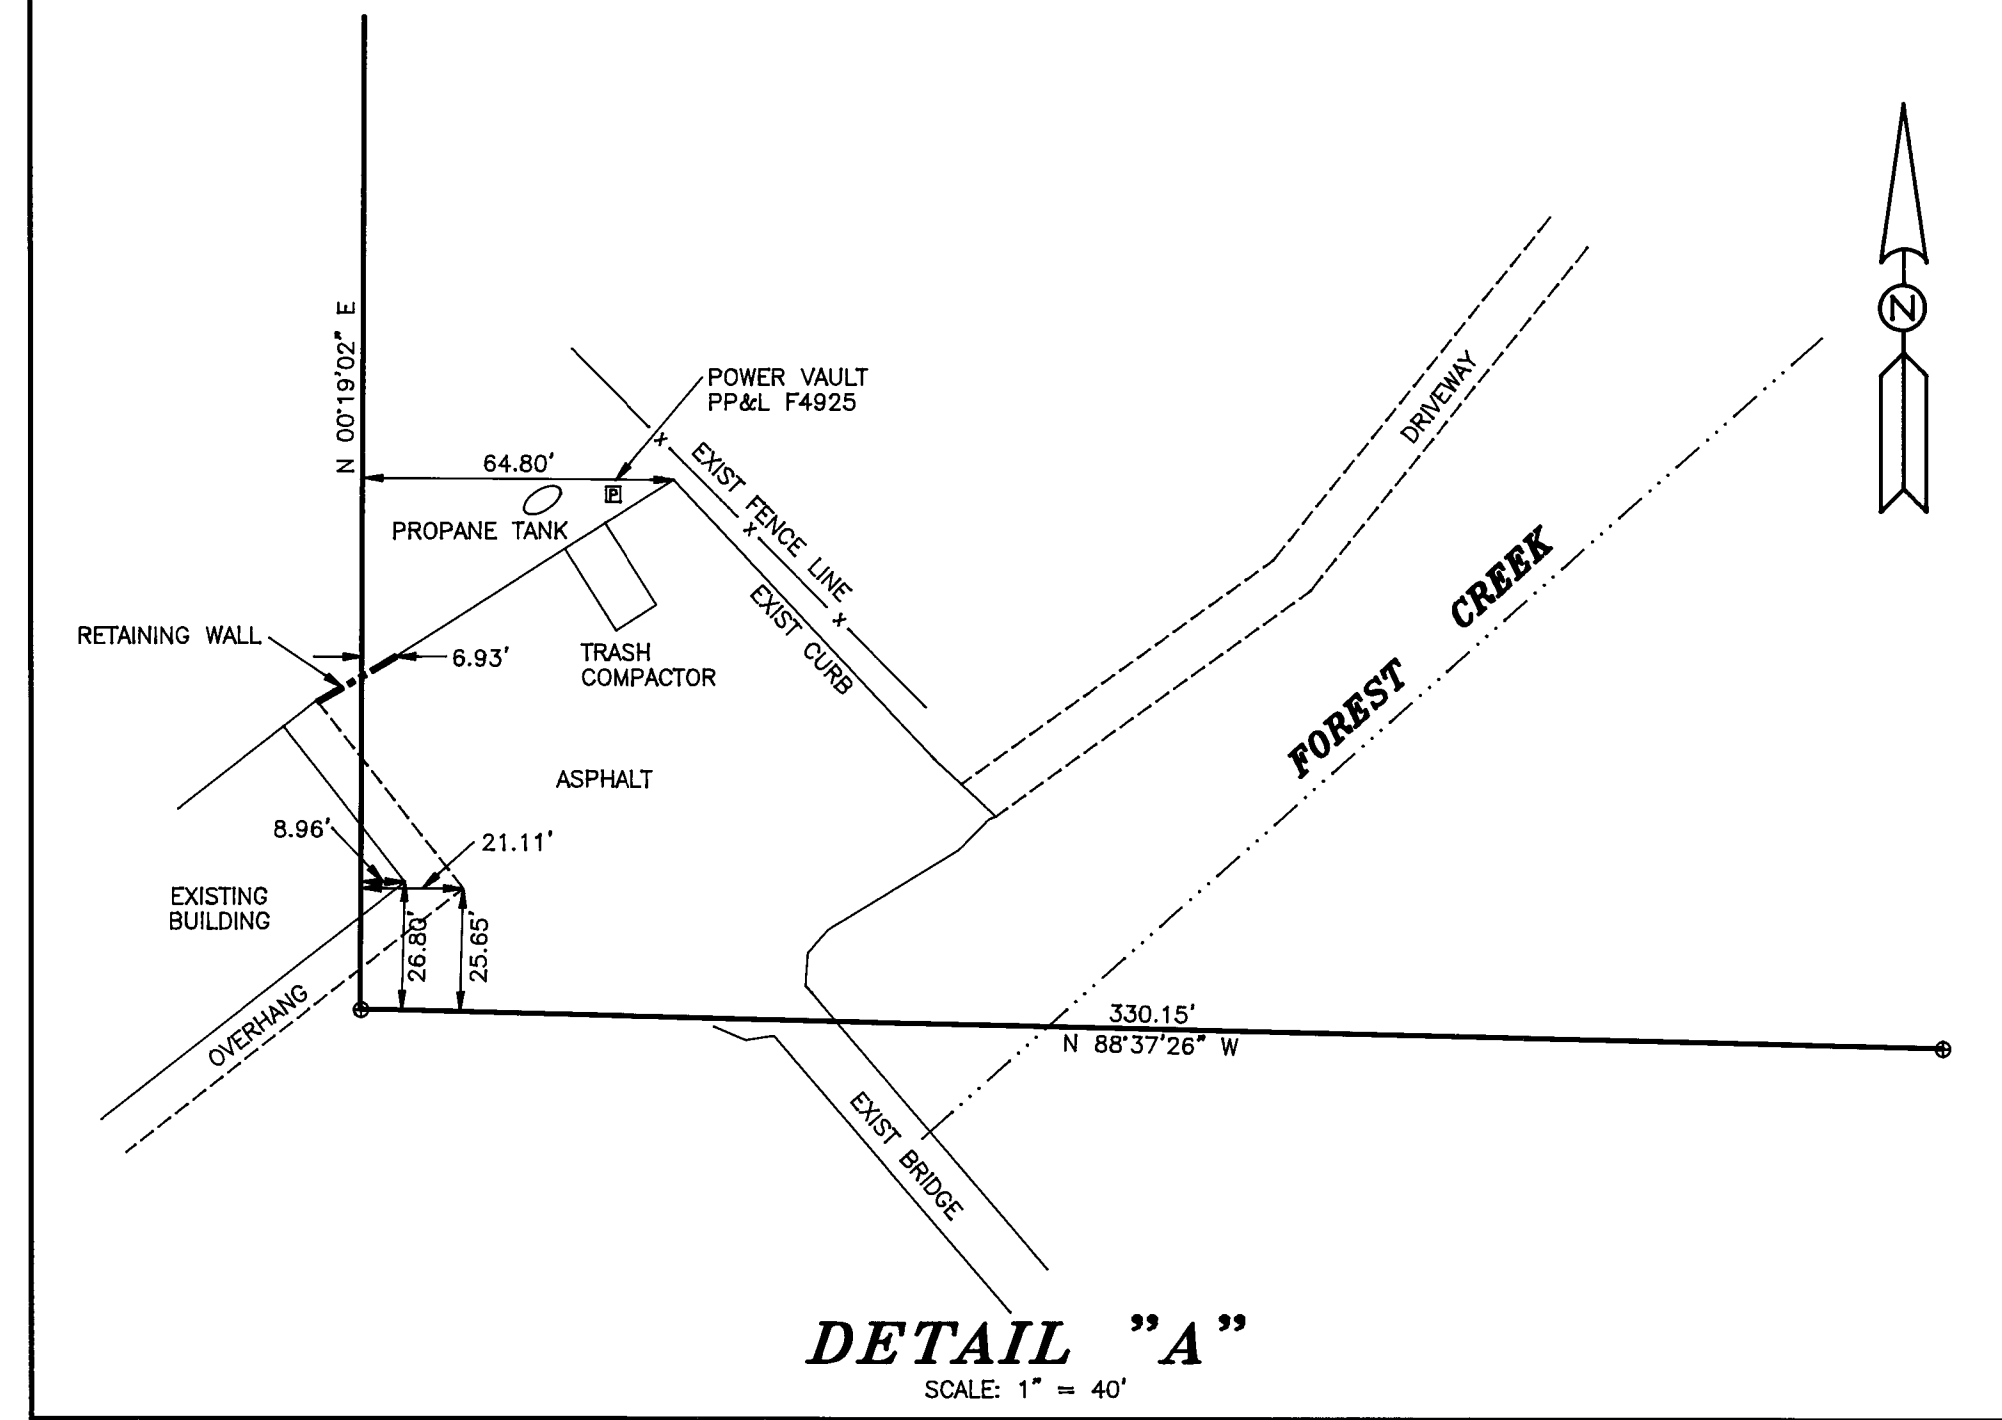 N 00°19'02" E
N
POWER VAULT
PP&L F4925
64.80'
P
PROPANE TANK
EXIST FENCE LINE
x
x
x
EXIST CURB
DRIVEWAY
FOREST CREEK
RETAINING WALL
6.93'
TRASH
COMPACTOR
ASPHALT
8.96'
21.11'
EXISTING
BUILDING
26.80'
25.65'
OVERHANG
330.15'
N 88°37'26" W
EXIST BRIDGE
DETAIL "A"
SCALE: 1" = 40'